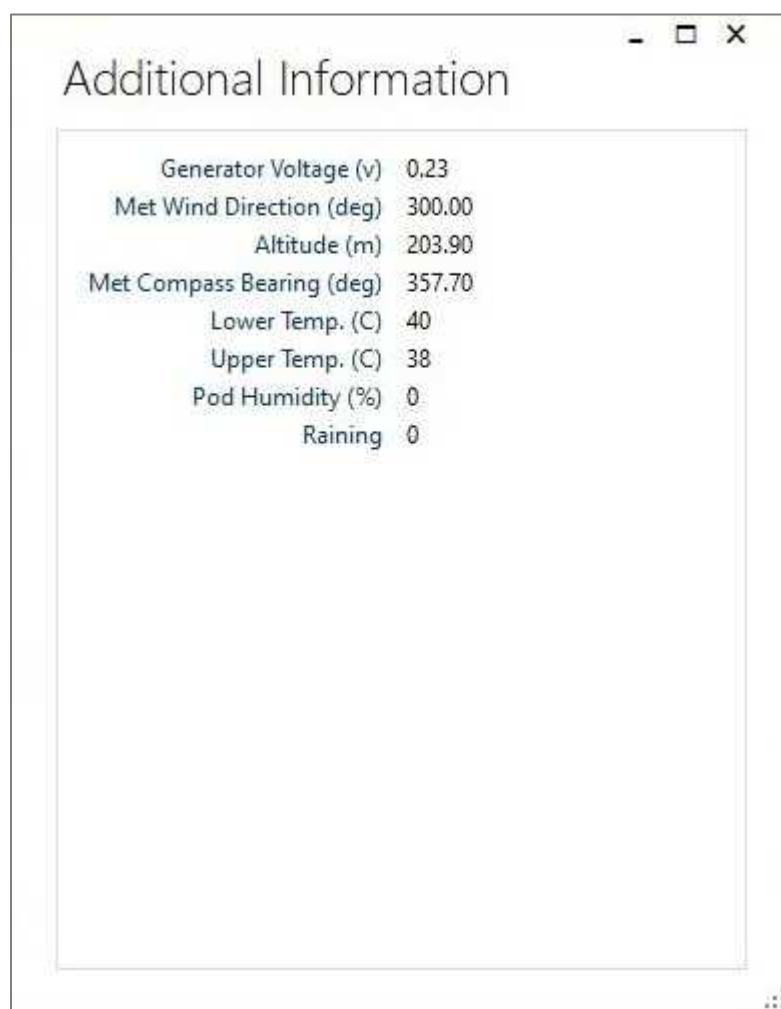 Additional Information
Generator Voltage (v) 0.23
Met Wind Direction (deg) 300.00
Altitude (m) 203.90
Met Compass Bearing (deg) 357.70
Lower Temp. (C) 40
Upper Temp. (C) 38
Pod Humidity (%) 0
Raining 0